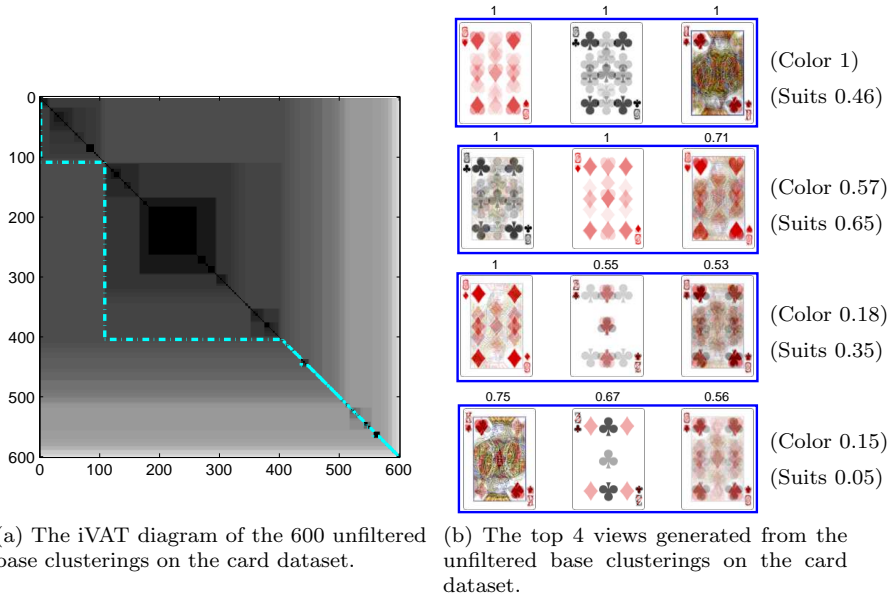 0
100
200
300
400
500
600
0 100 200 300 400 500 600
1 1 1
(Color 1)
(Suits 0.46)
1 1 0.71
(Color 0.57)
(Suits 0.65)
1 0.55 0.53
(Color 0.18)
(Suits 0.35)
0.75 0.67 0.56
(Color 0.15)
(Suits 0.05)
(a) The iVAT diagram of the 600 unfiltered
base clusterings on the card dataset.
(b) The top 4 views generated from the
unfiltered base clusterings on the card
dataset.